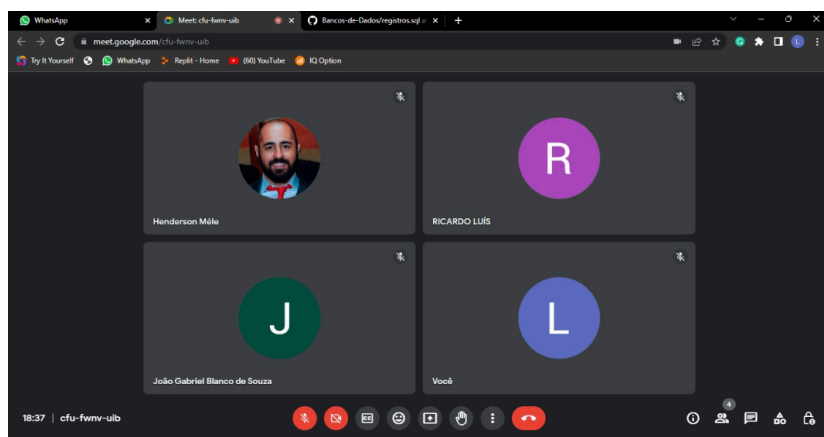 WhatsApp
Meet: cfu-fwnv-uib
Bancos-de-Dados/registros.sql at
meet.google.com/cfu-fwnv-uib
L
Try It Yourself
WhatsApp
Replit - Home
(60) YouTube
IQ Option
Henderson Méle
R
RICARDO LUÍS
J
João Gabriel Blanco de Souza
L
Você
18:37 | cfu-fwnv-uib
CC
4